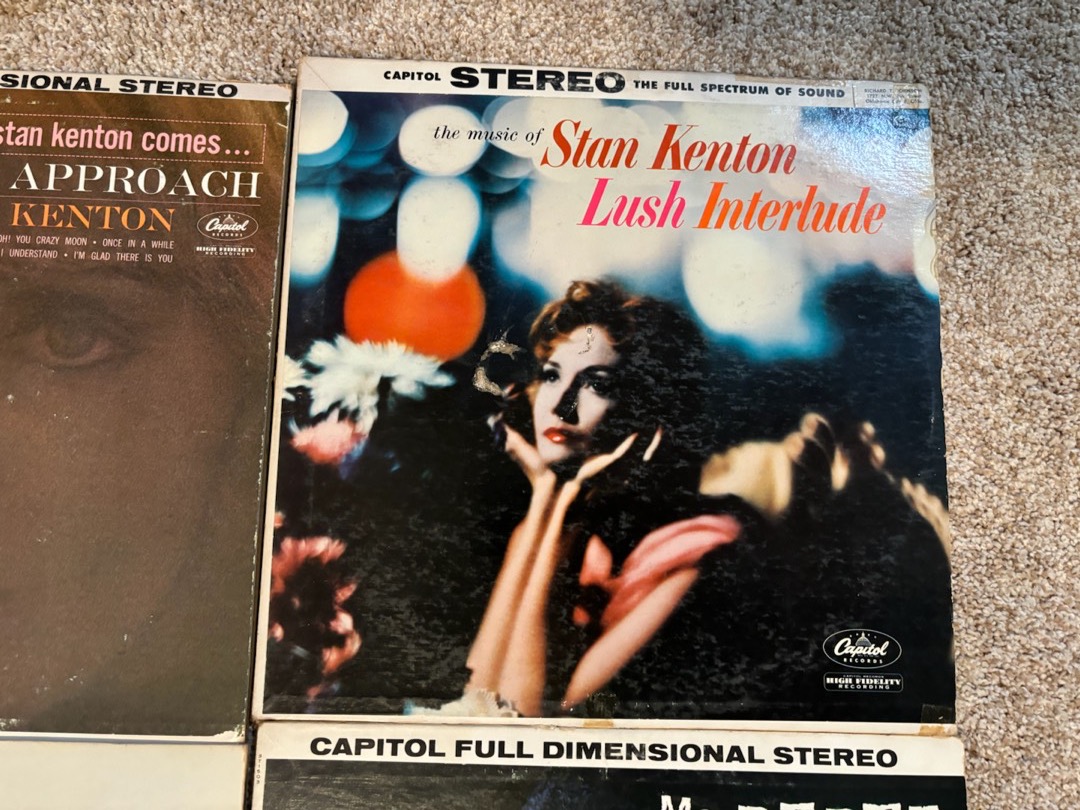 SIONAL STEREO
stan kenton comes...
APPROACH
KENTON
OH! YOU CRAZY MOON • ONCE IN A WHILE
I UNDERSTAND • I'M GLAD THERE IS YOU
Capitol
RECORDS
HIGH FIDELITY
RECORDING
CAPITOL STEREO THE FULL SPECTRUM OF SOUND
the music of Stan Kenton
Lush Interlude
Capitol
RECORDS
HIGH FIDELITY
RECORDING
CAPITOL FULL DIMENSIONAL STEREO